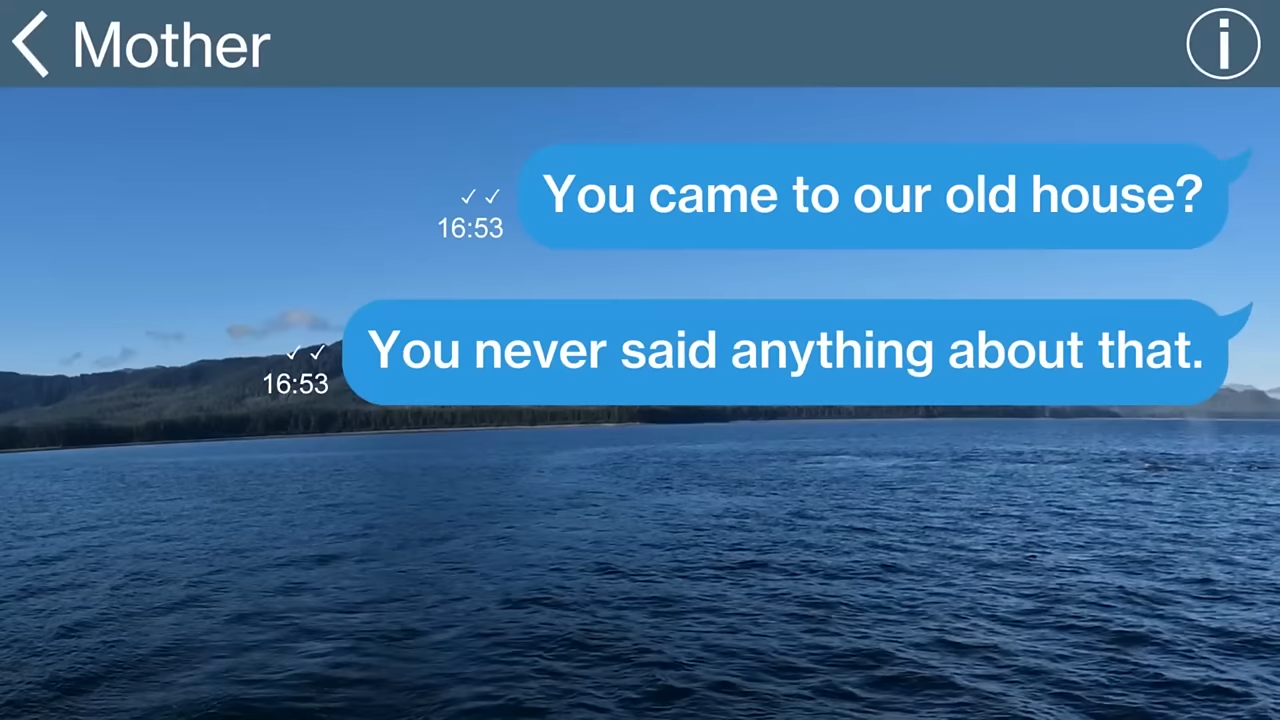 Mother
You came to our old house?
✓✓
16:53
You never said anything about that.
✓✓
16:53